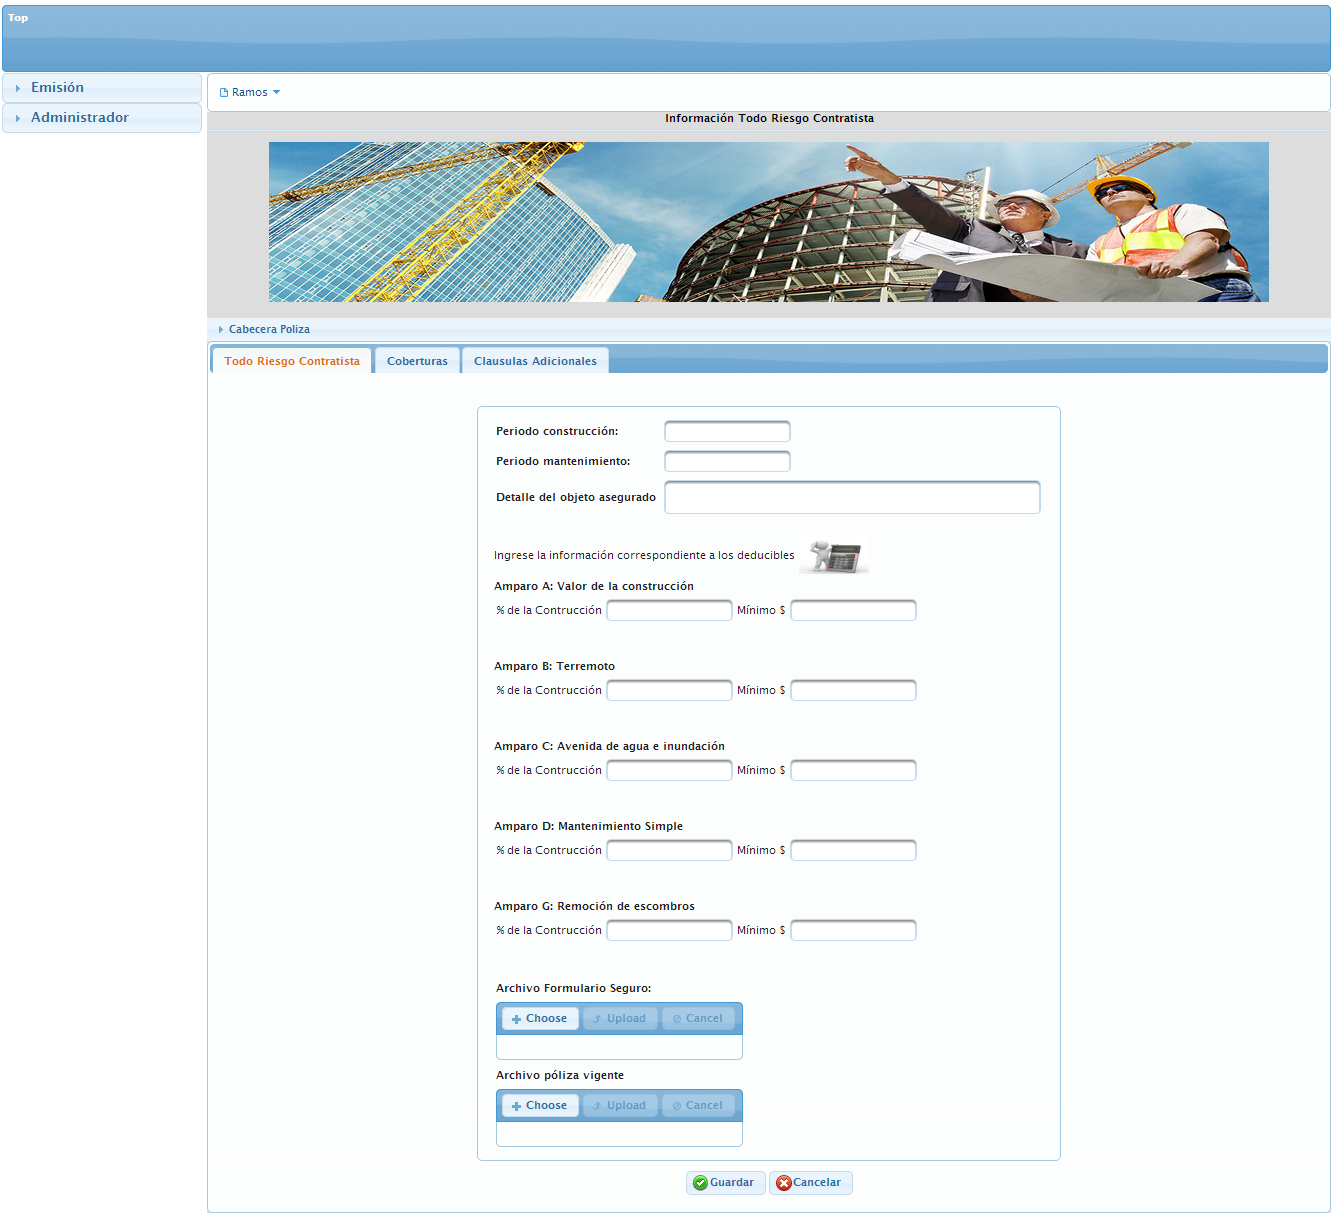 Top
Emisión
Administrador
Ramos
Información Todo Riesgo Contratista
Cabecera Poliza
Todo Riesgo Contratista Coberturas Clausulas Adicionales
Periodo construcción:
Periodo mantenimiento:
Detalle del objeto asegurado
Ingrese la información correspondiente a los deducibles
Amparo A: Valor de la construcción
% de la Contrucción Mínimo $
Amparo B: Terremoto
% de la Contrucción Mínimo $
Amparo C: Avenida de agua e inundación
% de la Contrucción Mínimo $
Amparo D: Mantenimiento Simple
% de la Contrucción Mínimo $
Amparo G: Remoción de escombros
% de la Contrucción Mínimo $
Archivo Formulario Seguro:
Choose Upload Cancel
Archivo póliza vigente
Choose Upload Cancel
Guardar Cancelar